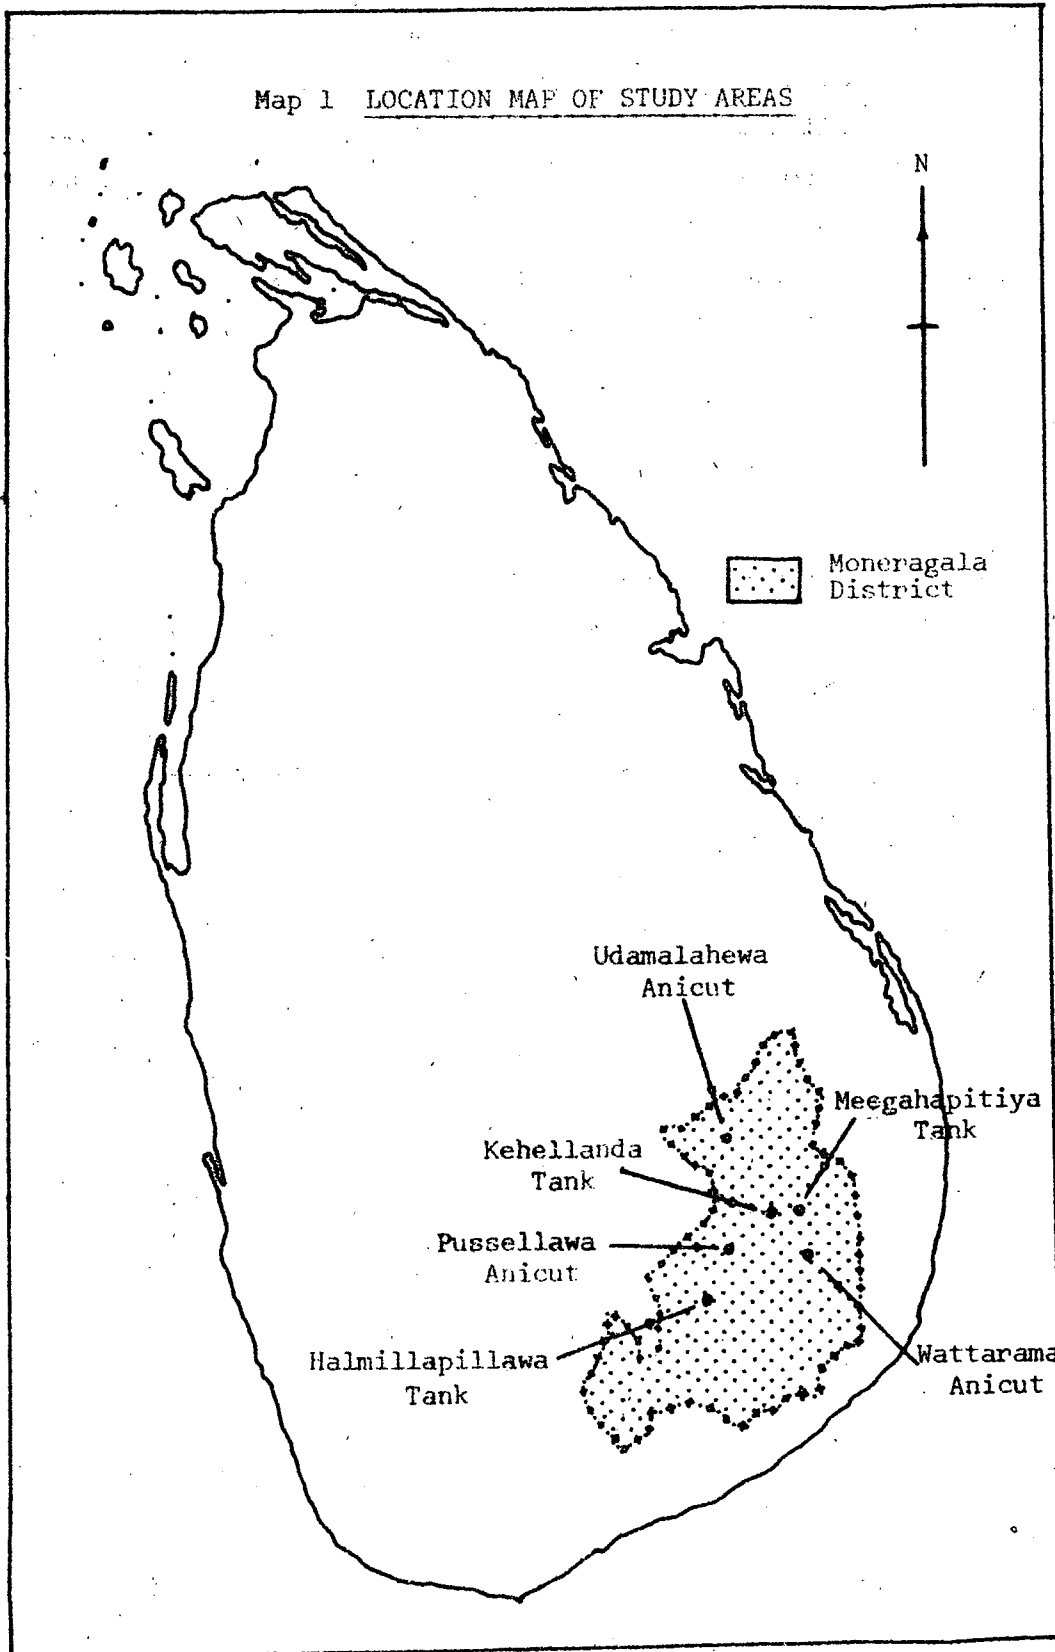 Map 1 LOCATION MAP OF STUDY AREAS
N
Moneragala
District
Udamalahewa
Anicut
Meegahapitiya
Tank
Kehellanda
Tank
Pussellawa
Anicut
Halmillapillawa
Tank
Wattarama
Anicut